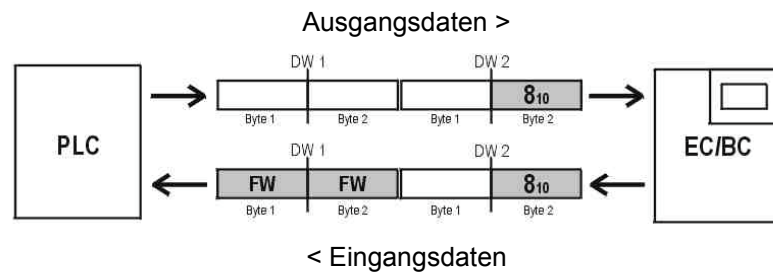 Ausgangsdaten >
DW 1 DW 2
8₁₀
Byte 1 Byte 2 Byte 1 Byte 2
PLC EC/BC
DW 1 DW 2
FW FW 8₁₀
Byte 1 Byte 2 Byte 1 Byte 2
< Eingangsdaten